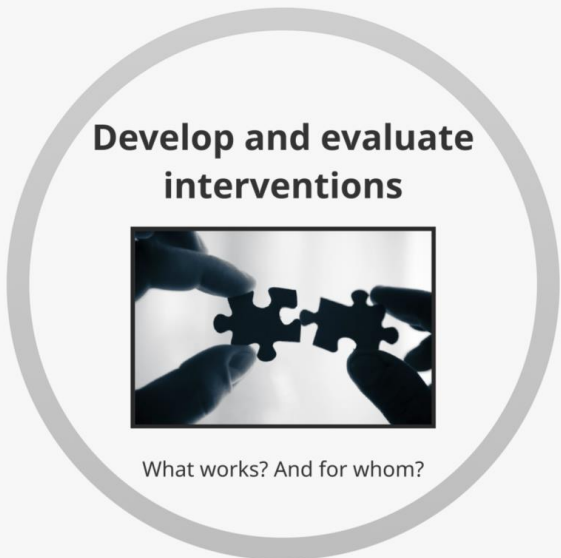 Develop and evaluate
interventions
What works? And for whom?